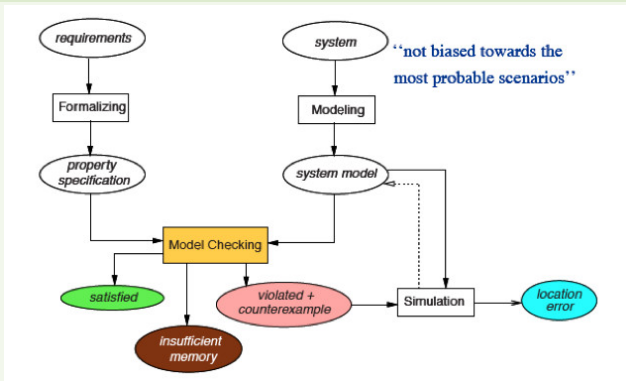 requirements
system
“not biased towards the
most probable scenarios”
Formalizing
Modeling
property
specification
system model
Model Checking
satisfied
violated +
counterexample
Simulation
location
error
insufficient
memory